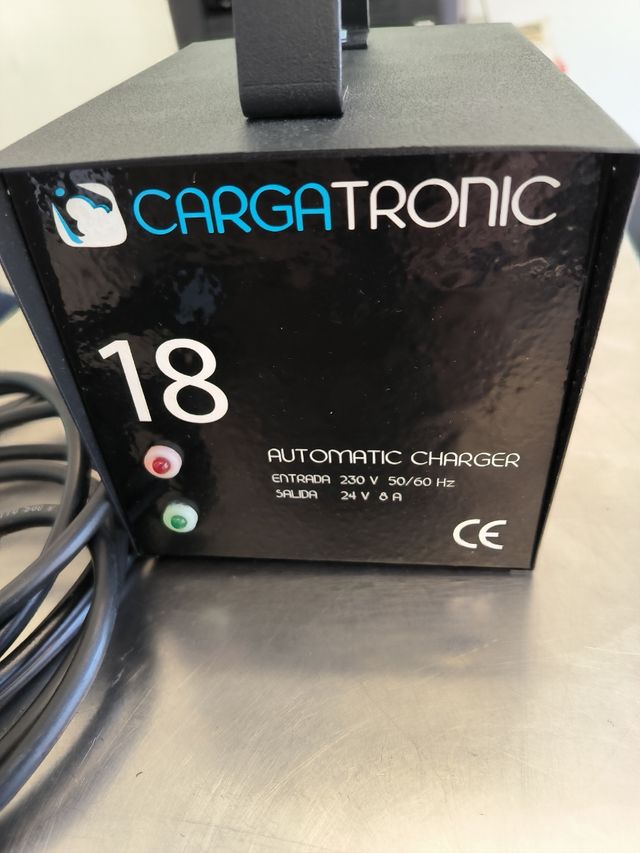 CARGATRONIC
18
AUTOMATIC CHARGER
ENTRADA 230 V 50/60 Hz
SALIDA 24 V 8 A
CE